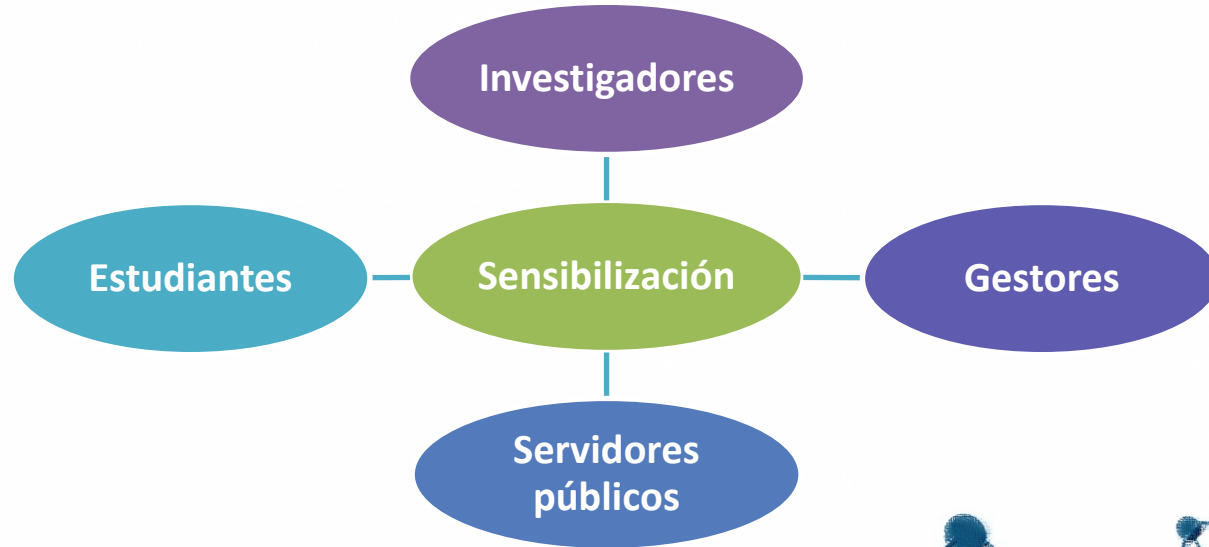 Investigadores
Estudiantes
Sensibilización
Gestores
Servidores
públicos